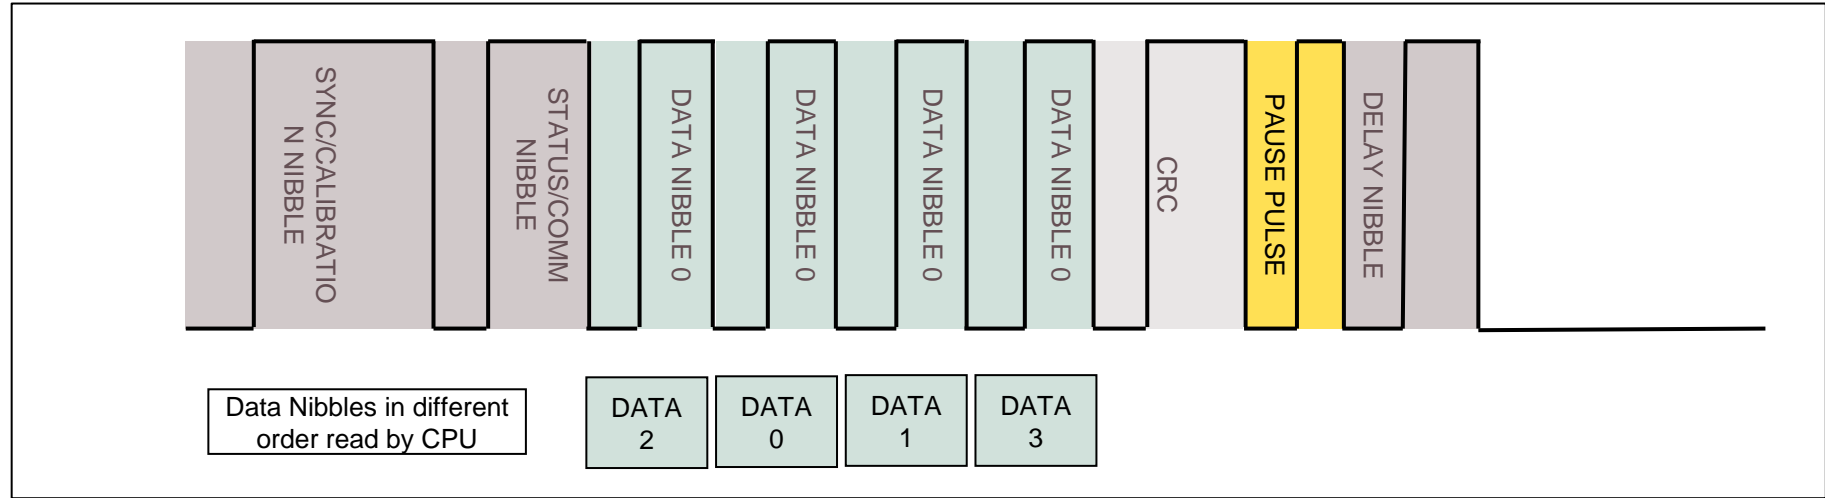 SYNC/CALIBRATIO
N NIBBLE
STATUS/COMM
NIBBLE
DATA NIBBLE 0
DATA NIBBLE 0
DATA NIBBLE 0
DATA NIBBLE 0
CRC
PAUSE PULSE
DELAY NIBBLE
Data Nibbles in different
order read by CPU
DATA
2
DATA
0
DATA
1
DATA
3